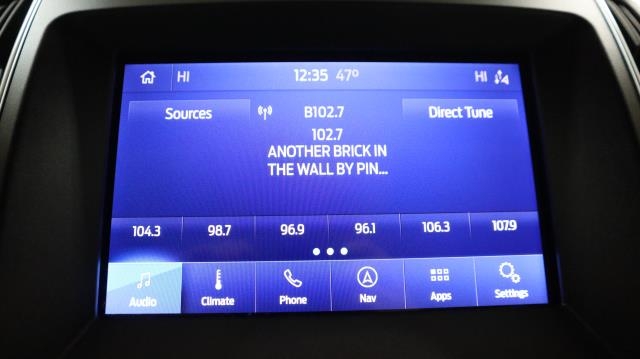 HI 12:35 47° HI
Sources B102.7 Direct Tune
102.7
ANOTHER BRICK IN
THE WALL BY PIN...
104.3 98.7 96.9 96.1 106.3 107.9
Audio Climate Phone Nav Apps Settings